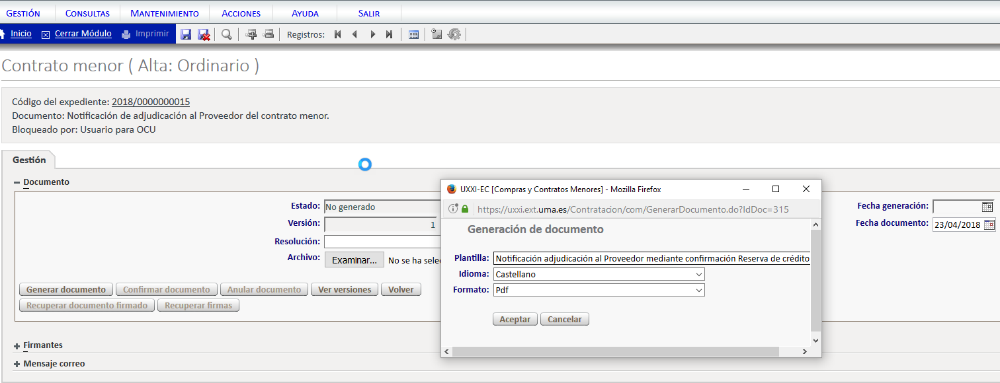 GESTIÓN CONSULTAS MANTENIMIENTO ACCIONES AYUDA SALIR
Inicio Cerrar Módulo Imprimir Registros:
Contrato menor ( Alta: Ordinario )
Código del expediente: 2018/0000000015
Documento: Notificación de adjudicación al Proveedor del contrato menor.
Bloqueado por: Usuario para OCU
Gestión
Documento
Estado: No generado
Versión: 1
Resolución:
Archivo: Examinar... No se ha sele
Fecha generación:
Fecha documento: 23/04/2018
Generar documento Confirmar documento Anular documento Ver versiones Volver
Recuperar documento firmado Recuperar firmas
Firmantes
Mensaje correo
UXXI-EC [Compras y Contratos Menores] - Mozilla Firefox
https://uxxi.ext.uma.es/Contratacion/com/GenerarDocumento.do?IdDoc=315
Generación de documento
Plantilla: Notificación adjudicación al Proveedor mediante confirmación Reserva de crédito
Idioma: Castellano
Formato: Pdf
Aceptar Cancelar